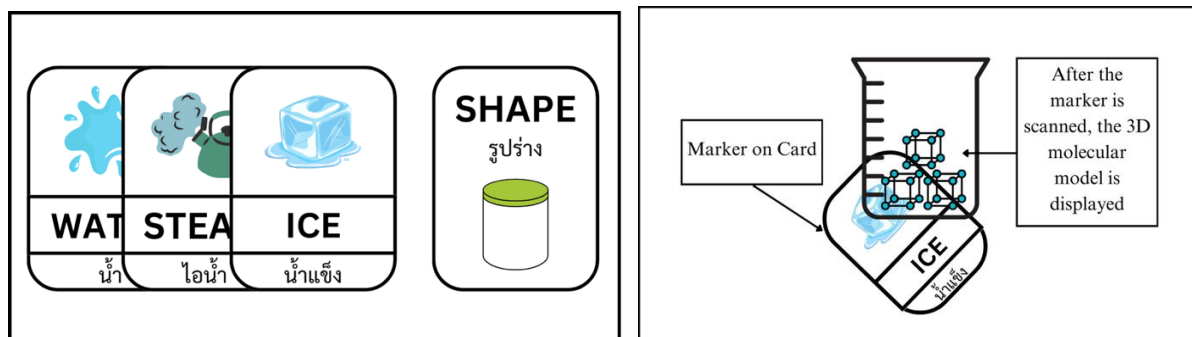 WAT
น้ำ
STEA
ไอน้ำ
ICE
น้ำแข็ง
SHAPE
รูปร่าง
Marker on Card
ICE
น้ำแข็ง
After the
marker is
scanned, the 3D
molecular
model is
displayed